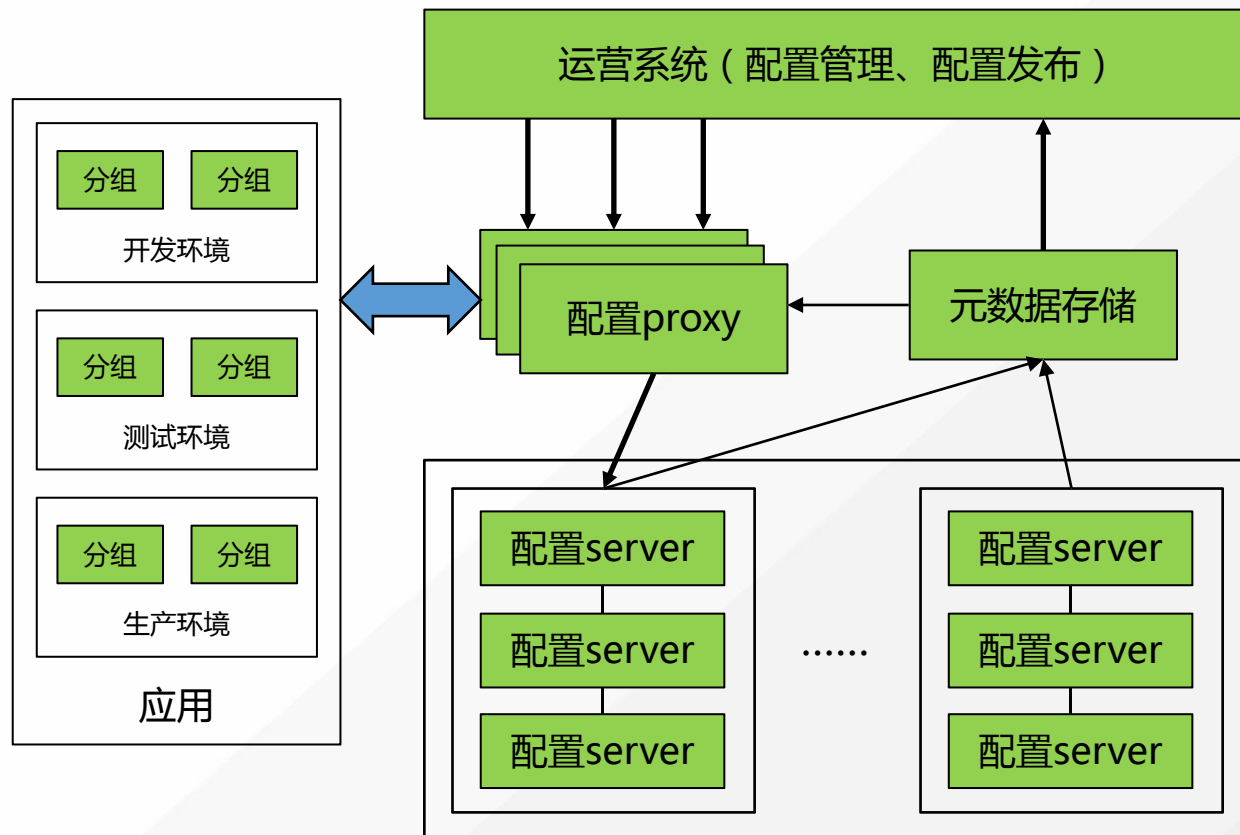 运营系统（配置管理、配置发布）
分组 分组
开发环境
分组 分组
测试环境
分组 分组
生产环境
应用
配置proxy
元数据存储
配置server
配置server
配置server
······
配置server
配置server
配置server